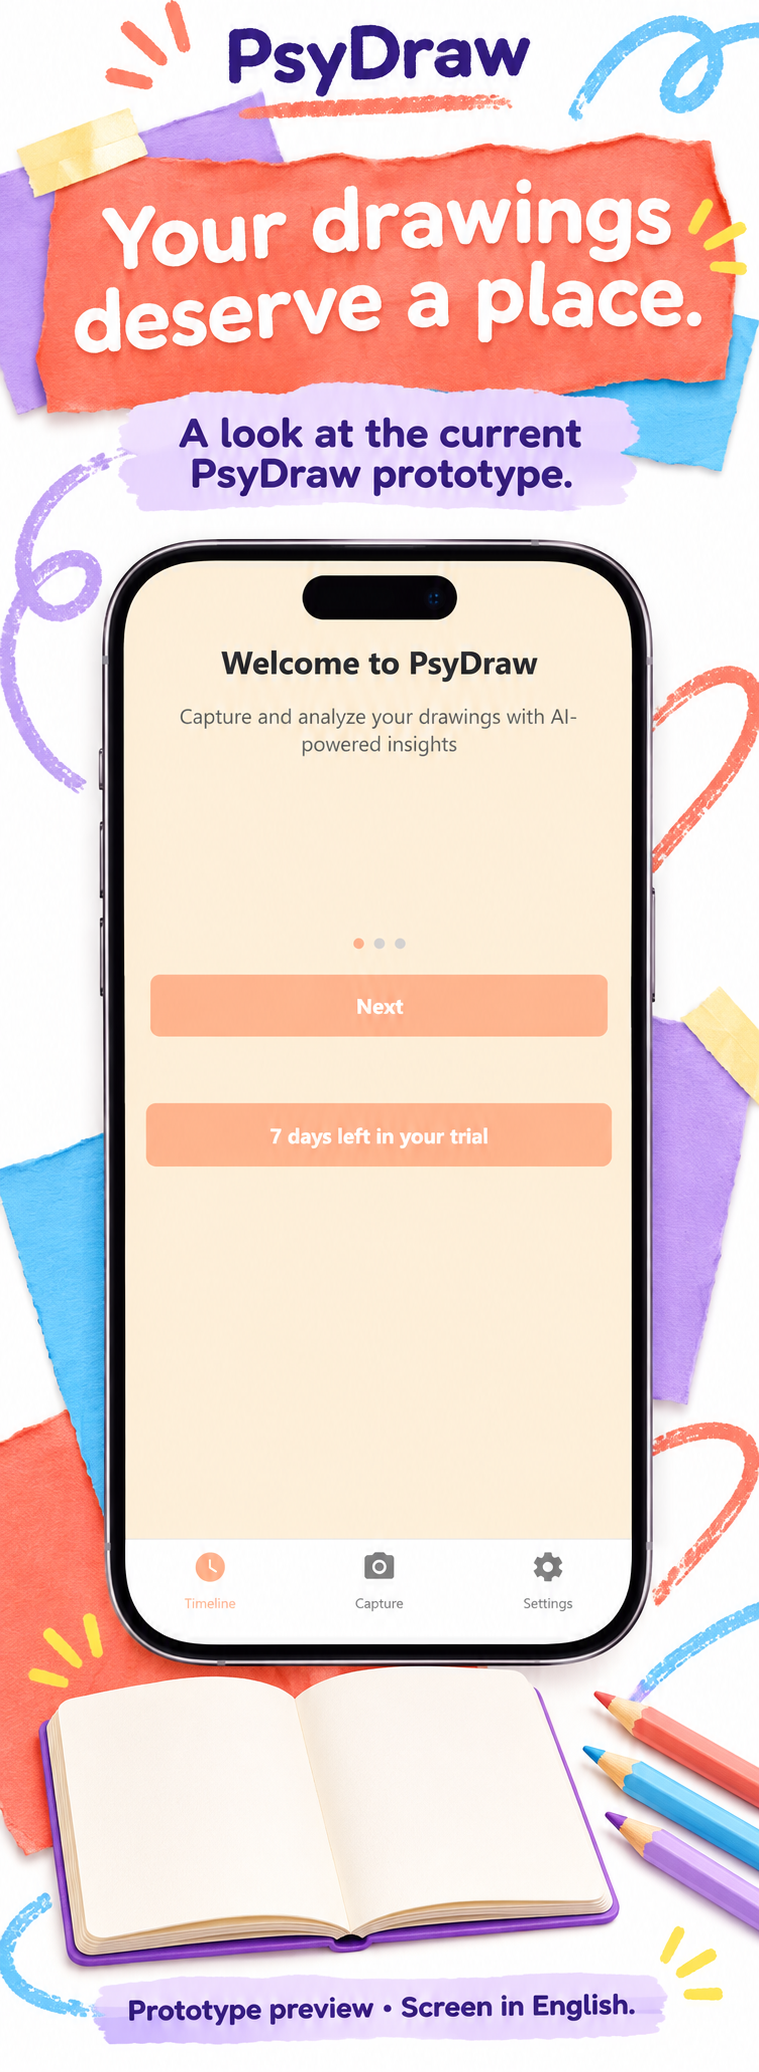 PsyDraw
Your drawings
deserve a place.
A look at the current
PsyDraw prototype.
Welcome to PsyDraw
Capture and analyze your drawings with AI-
powered insights
Next
7 days left in your trial
Timeline
Capture
Settings
Prototype preview • Screen in English.